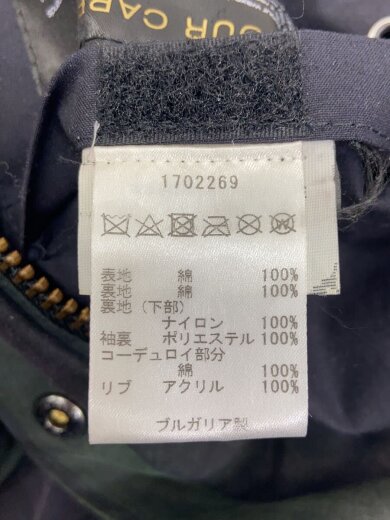 OUR CARE
1702269
表地 綿 100%
裏地 綿 100%
裏地(下部)
ナイロン 100%
袖裏 ポリエステル 100%
コーデュロイ部分
綿 100%
リブ アクリル 100%
ブルガリア製